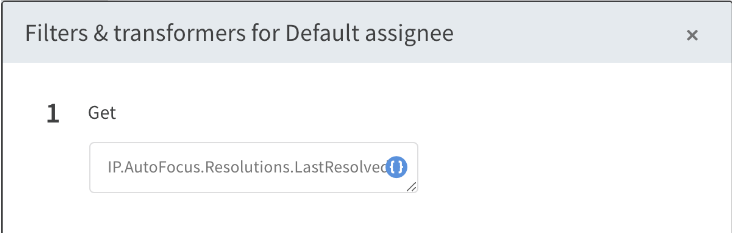 Filters & transformers for Default assignee
×
1 Get
IP.AutoFocus.Resolutions.LastResolved {}